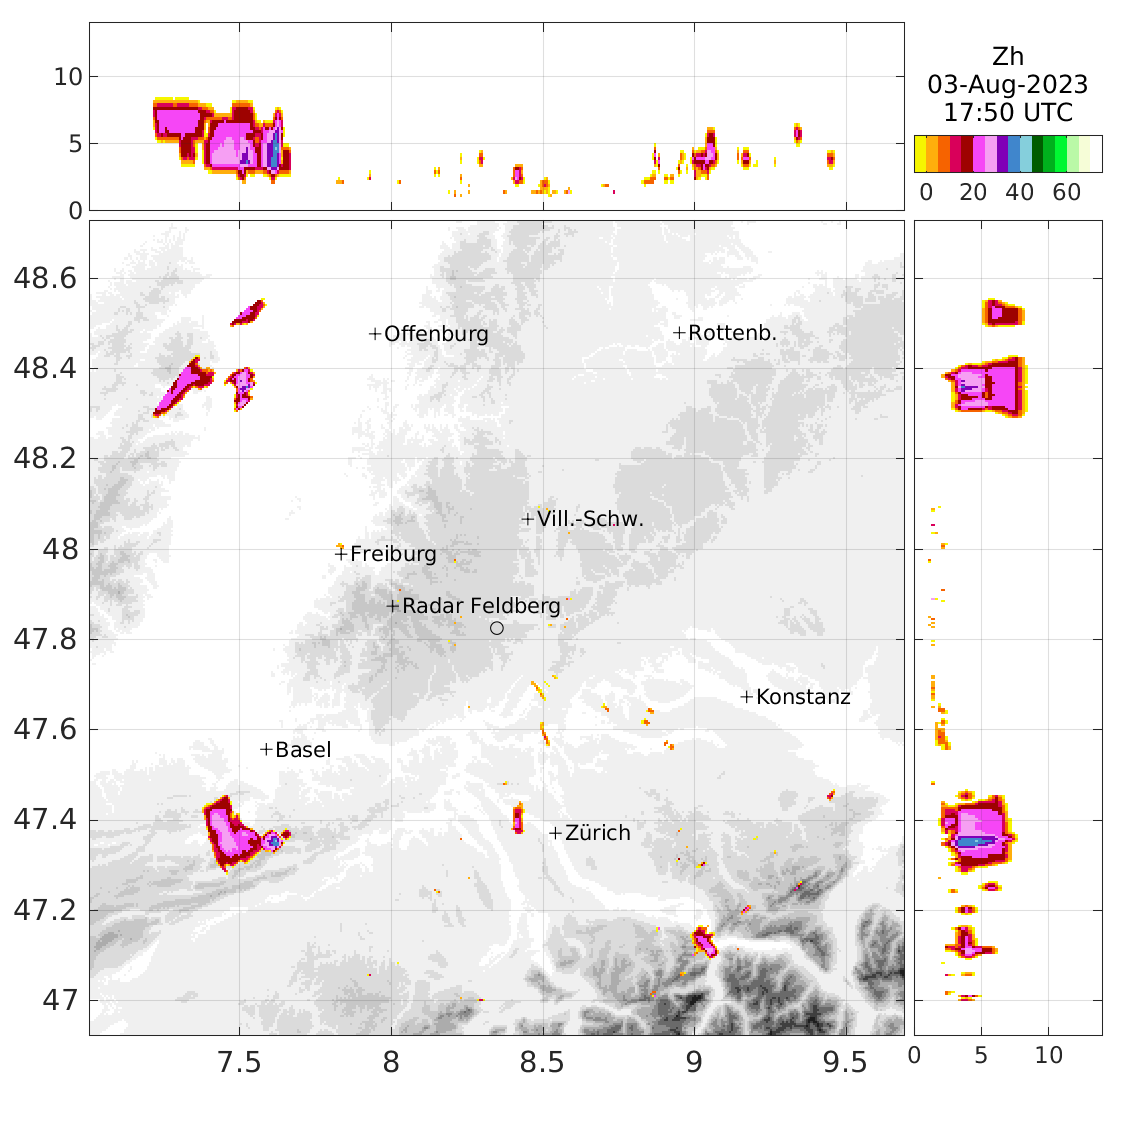 Zh
03-Aug-2023
17:50 UTC
0 20 40 60
10
5
0
48.6
48.4
48.2
48
47.8
47.6
47.4
47.2
47
+Offenburg
+Rottenb.
+Vill.-Schw.
+Freiburg
+Radar Feldberg
+Konstanz
+Basel
+Zürich
7.5 8 8.5 9 9.5
0 5 10